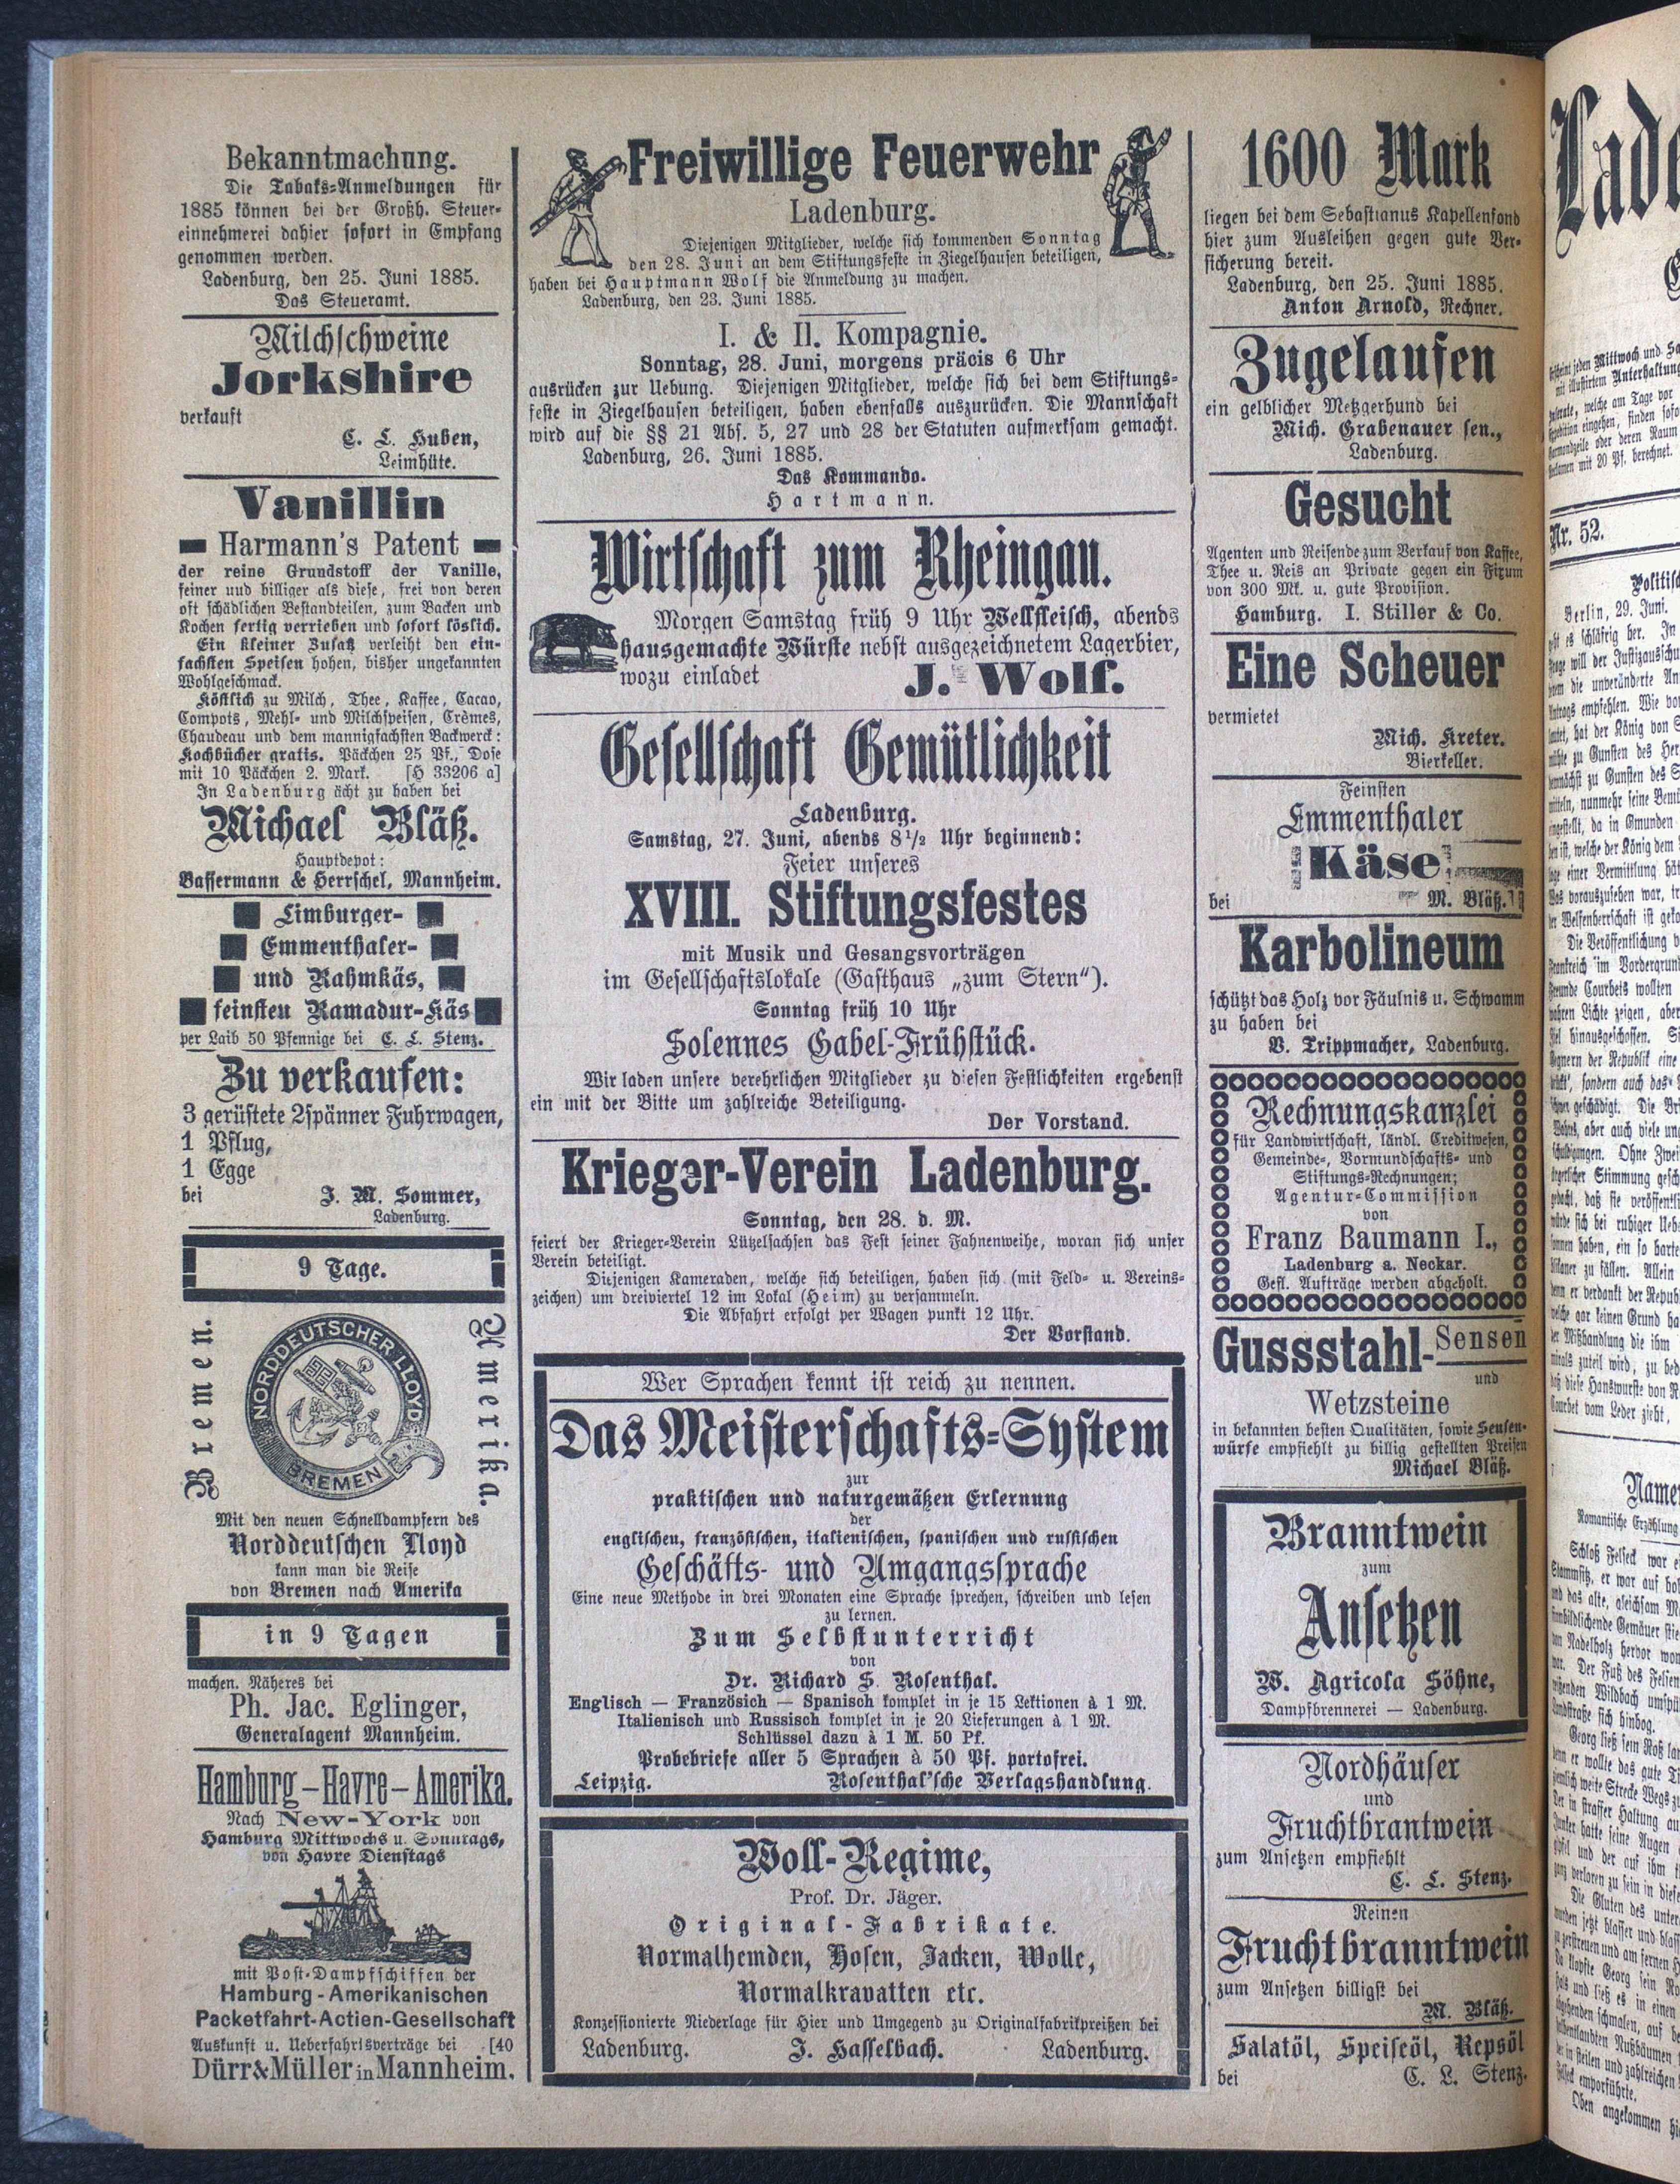 Bekanntmachung.
Die Tabaks-Anmeldungen für
1885 können bei der Großh. Steuer-
einnehmerei dahier sofort in Empfang
genommen werden.
Ladenburg, den 25. Juni 1885.
Das Steueramt.
Milchschweine
Jorkshire
verkauft
C. L. Huben,
Leimhüte.
Vanillin
Harmann's Patent
der reine Grundstoff der Vanille,
feiner und billiger als diese, frei von deren
oft schädlichen Bestandteilen, zum Backen und
Kochen fertig verrieben und sofort löslich.
Ein kleiner Zusatz verleiht den ein-
fachsten Speisen hohen, bisher ungekannten
Wohlgeschmack.
Köstlich zu Milch, Thee, Kaffee, Cacao,
Compots, Mehl- und Milchspeisen, Crèmes,
Chaudeau und dem mannigfachsten Backwerck:
Kochbücher gratis. Päckchen 25 Pf., Dose
mit 10 Päckchen 2. Mark. [H 33206 a]
In Ladenburg ächt zu haben bei
Michael Bläß.
Hauptdepot:
Bassermann & Herrschel, Mannheim.
Limburger-
Emmenthaler-
und Rahmkäs,
feinsten Ramadur-Käs
per Laib 50 Pfennige bei C. L. Stenz.
Zu verkaufen:
3 gerüstete 2spänner Fuhrwagen,
1 Pflug,
1 Egge
bei J. M. Sommer,
Ladenburg.
9 Tage.
Bremen.
NORDDEUTSCHER LLOYD
BREMEN
Amerika.
Mit den neuen Schnelldampfern des
Norddeutschen Lloyd
kann man die Reise
von Bremen nach Amerika
in 9 Tagen
machen. Näheres bei
Ph. Jac. Eglinger,
Generalagent Mannheim.
Hamburg – Havre – Amerika.
Nach New-York von
Hamburg Mittwochs u. Sonntags,
von Havre Dienstags
mit Post-Dampfschiffen der
Hamburg - Amerikanischen
Packetfahrt-Actien-Gesellschaft
Auskunft u. Ueberfahrtsverträge bei [40
Dürr & Müller in Mannheim.
Freiwillige Feuerwehr
Ladenburg.
Diejenigen Mitglieder, welche sich kommenden Sonntag
den 28. Juni an dem Stiftungsfeste in Ziegelhausen beteiligen,
haben bei Hauptmann Wolf die Anmeldung zu machen.
Ladenburg, den 23. Juni 1885.
I. & II. Kompagnie.
Sonntag, 28. Juni, morgens präcis 6 Uhr
ausrücken zur Uebung. Diejenigen Mitglieder, welche sich bei dem Stiftungs-
feste in Ziegelhausen beteiligen, haben ebenfalls auszurücken. Die Mannschaft
wird auf die §§ 21 Abs. 5, 27 und 28 der Statuten aufmerksam gemacht.
Ladenburg, 26. Juni 1885.
Das Kommando.
Hartmann.
Wirtschaft zum Rheingau.
Morgen Samstag früh 9 Uhr Wellfleisch, abends
hausgemachte Würste nebst ausgezeichnetem Lagerbier,
wozu einladet J. Wolf.
Gesellschaft Gemütlichkeit
Ladenburg.
Samstag, 27. Juni, abends 8½ Uhr beginnend:
Feier unseres
XVIII. Stiftungsfestes
mit Musik und Gesangsvorträgen
im Gesellschaftslokale (Gasthaus „zum Stern“).
Sonntag früh 10 Uhr
Solennes Gabel-Frühstück.
Wir laden unsere verehrlichen Mitglieder zu diesen Festlichkeiten ergebenst
ein mit der Bitte um zahlreiche Beteiligung.
Der Vorstand.
Krieger-Verein Ladenburg.
Sonntag, den 28. d. M.
feiert der Krieger-Verein Lützelsachsen das Fest seiner Fahnenweihe, woran sich unser
Verein beteiligt.
Diejenigen Kameraden, welche sich beteiligen, haben sich (mit Feld- u. Vereins-
zeichen) um dreiviertel 12 im Lokal (Heim) zu versammeln.
Die Abfahrt erfolgt per Wagen punkt 12 Uhr.
Der Vorstand.
Wer Sprachen kennt ist reich zu nennen.
Das Meisterschafts-System
zur
praktischen und naturgemäßen Erlernung
der
englischen, französischen, italienischen, spanischen und russischen
Geschäfts- und Umgangssprache
Eine neue Methode in drei Monaten eine Sprache sprechen, schreiben und lesen
zu lernen.
Zum Selbstunterricht
von
Dr. Richard S. Rosenthal.
Englisch — Französich — Spanisch komplet in je 15 Lektionen à 1 M.
Italienisch und Russisch komplet in je 20 Lieferungen à 1 M.
Schlüssel dazu à 1 M. 50 Pf.
Probebriefe aller 5 Sprachen à 50 Pf. portofrei.
Leipzig. Rosenthal'sche Verlagshandlung.
Woll-Regime,
Prof. Dr. Jäger.
Original-Fabrikate.
Normalhemden, Hosen, Jacken, Wolle,
Normalkravatten etc.
Konzessionierte Niederlage für Hier und Umgegend zu Originalfabrikpreißen bei
Ladenburg. J. Hasselbach. Ladenburg.
1600 Mark
liegen bei dem Sebastianus Kapellenfond
hier zum Ausleihen gegen gute Ver-
sicherung bereit.
Ladenburg, den 25. Juni 1885.
Anton Arnold, Rechner.
Zugelaufen
ein gelblicher Metzgerhund bei
Mich. Grabenauer sen.,
Ladenburg.
Gesucht
Agenten und Reisende zum Verkauf von Kaffee,
Thee u. Reis an Private gegen ein Fixum
von 300 Mk. u. gute Provision.
Hamburg. I. Stiller & Co.
Eine Scheuer
vermietet
Mich. Kreter.
Bierkeller.
Feinsten
Emmenthaler
Käse
bei M. Bläß.
Karbolineum
schützt das Holz vor Fäulnis u. Schwamm
zu haben bei
V. Trippmacher, Ladenburg.
Rechnungskanzlei
für Landwirtschaft, ländl. Creditwesen,
Gemeinde-, Vormundschafts- und
Stiftungs-Rechnungen;
Agentur-Commission
von
Franz Baumann I.,
Ladenburg a. Neckar.
Gefl. Aufträge werden abgeholt.
Gussstahl-Sensen
und
Wetzsteine
in bekannten besten Qualitäten, sowie Sensen-
würfe empfiehlt zu billig gestellten Preisen
Michael Bläß.
Branntwein
zum
Ansetzen
W. Agricola Söhne,
Dampfbrennerei — Ladenburg.
Nordhäuser
und
Fruchtbrantwein
zum Ansetzen empfiehlt
C. L. Stenz.
Reinen
Fruchtbranntwein
zum Ansetzen billigst bei
M. Bläß.
Salatöl, Speiseöl, Repsöl
bei C. L. Stenz.
Nr. 52.
Berlin, 29. Juni.